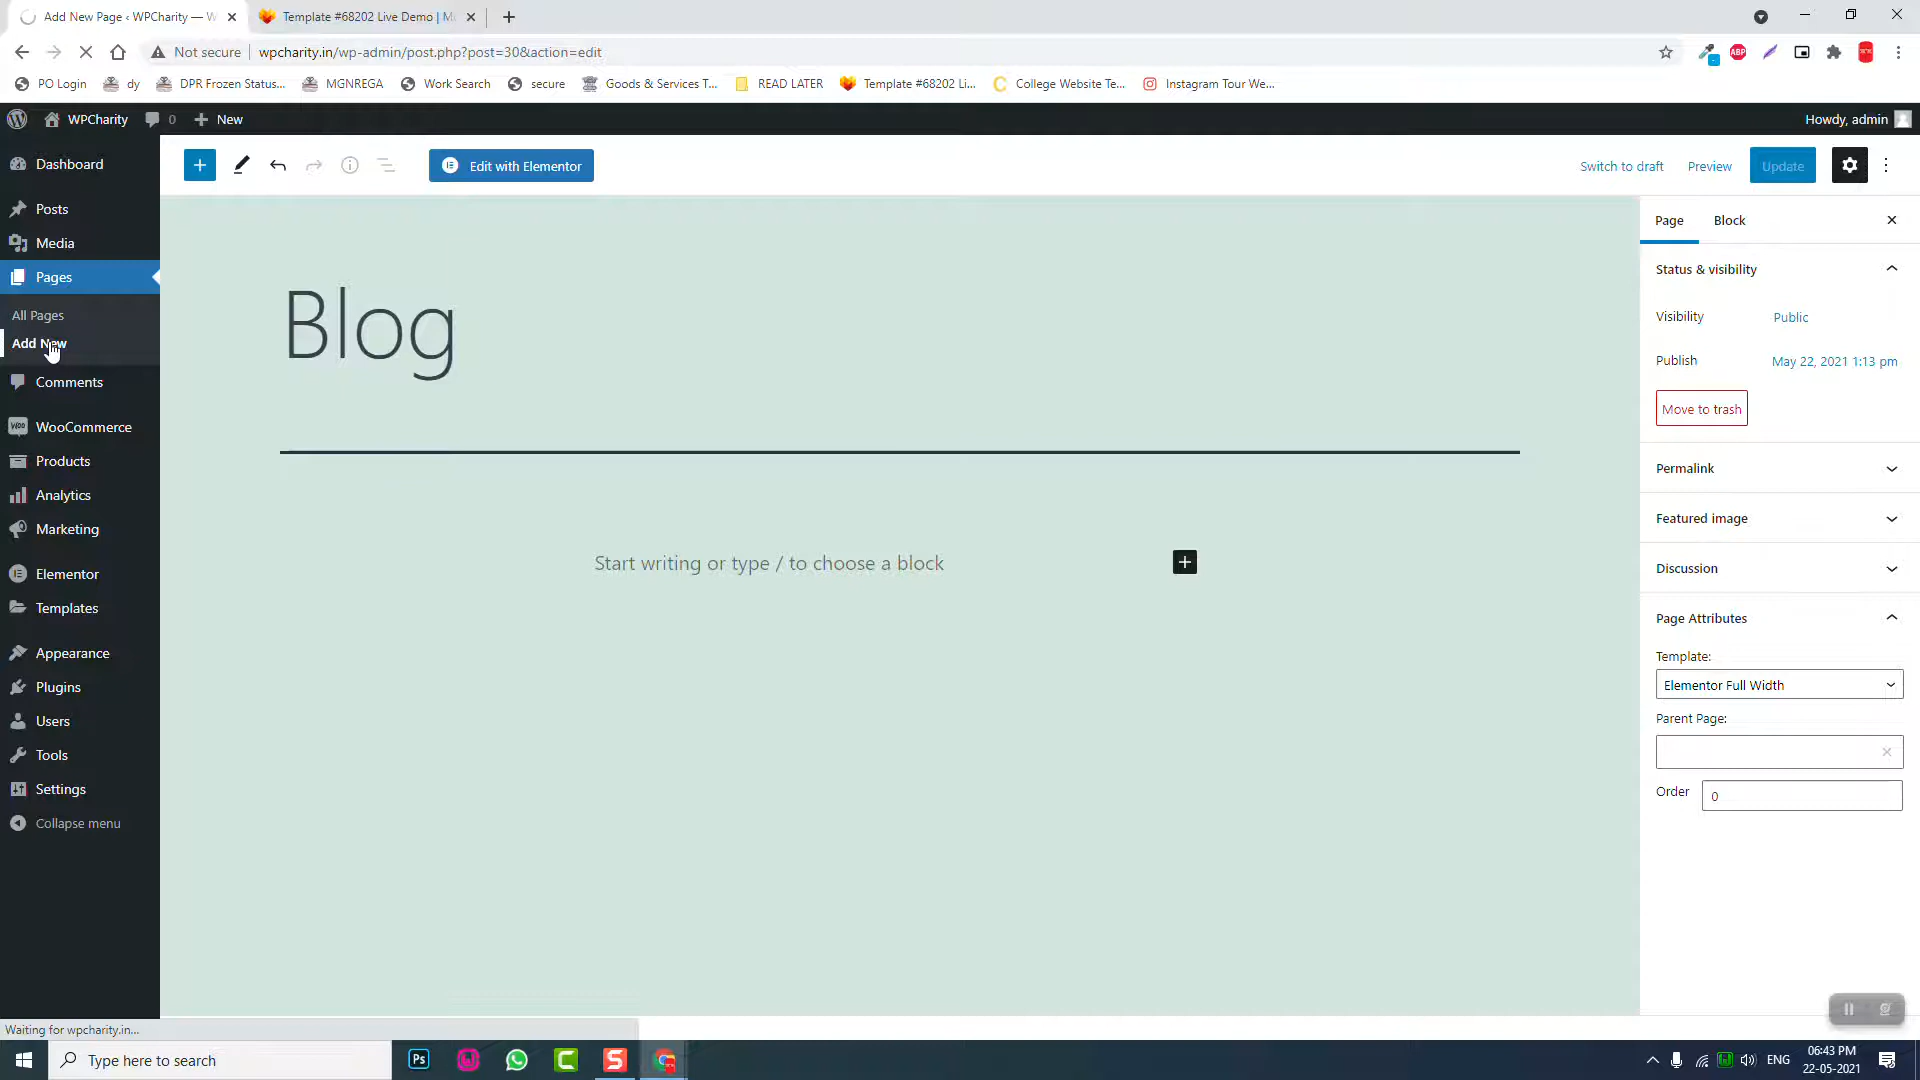 Add New Page ‹ WPCharity — W
Template #68202 Live Demo | M
Not secure
wpcharity.in/wp-admin/post.php?post=30&action=edit
ABP
PO Login
dy
DPR Frozen Status...
MGNREGA
Work Search
secure
Goods & Services T...
READ LATER
Template #68202 Li...
College Website Te...
Instagram Tour We...
WPCharity
0
New
Howdy, admin
Dashboard
Posts
Media
Pages
All Pages
Add New
Comments
WooCommerce
Products
Analytics
Marketing
Elementor
Templates
Appearance
Plugins
Users
Tools
Settings
Collapse menu
Edit with Elementor
Switch to draft
Preview
Update
Blog
Start writing or type / to choose a block
Page
Block
Status & visibility
Visibility
Public
Publish
May 22, 2021 1:13 pm
Move to trash
Permalink
Featured image
Discussion
Page Attributes
Template:
Elementor Full Width
Parent Page:
Order
0
Waiting for wpcharity.in...
Type here to search
Ps
ENG
06:43 PM
22-05-2021